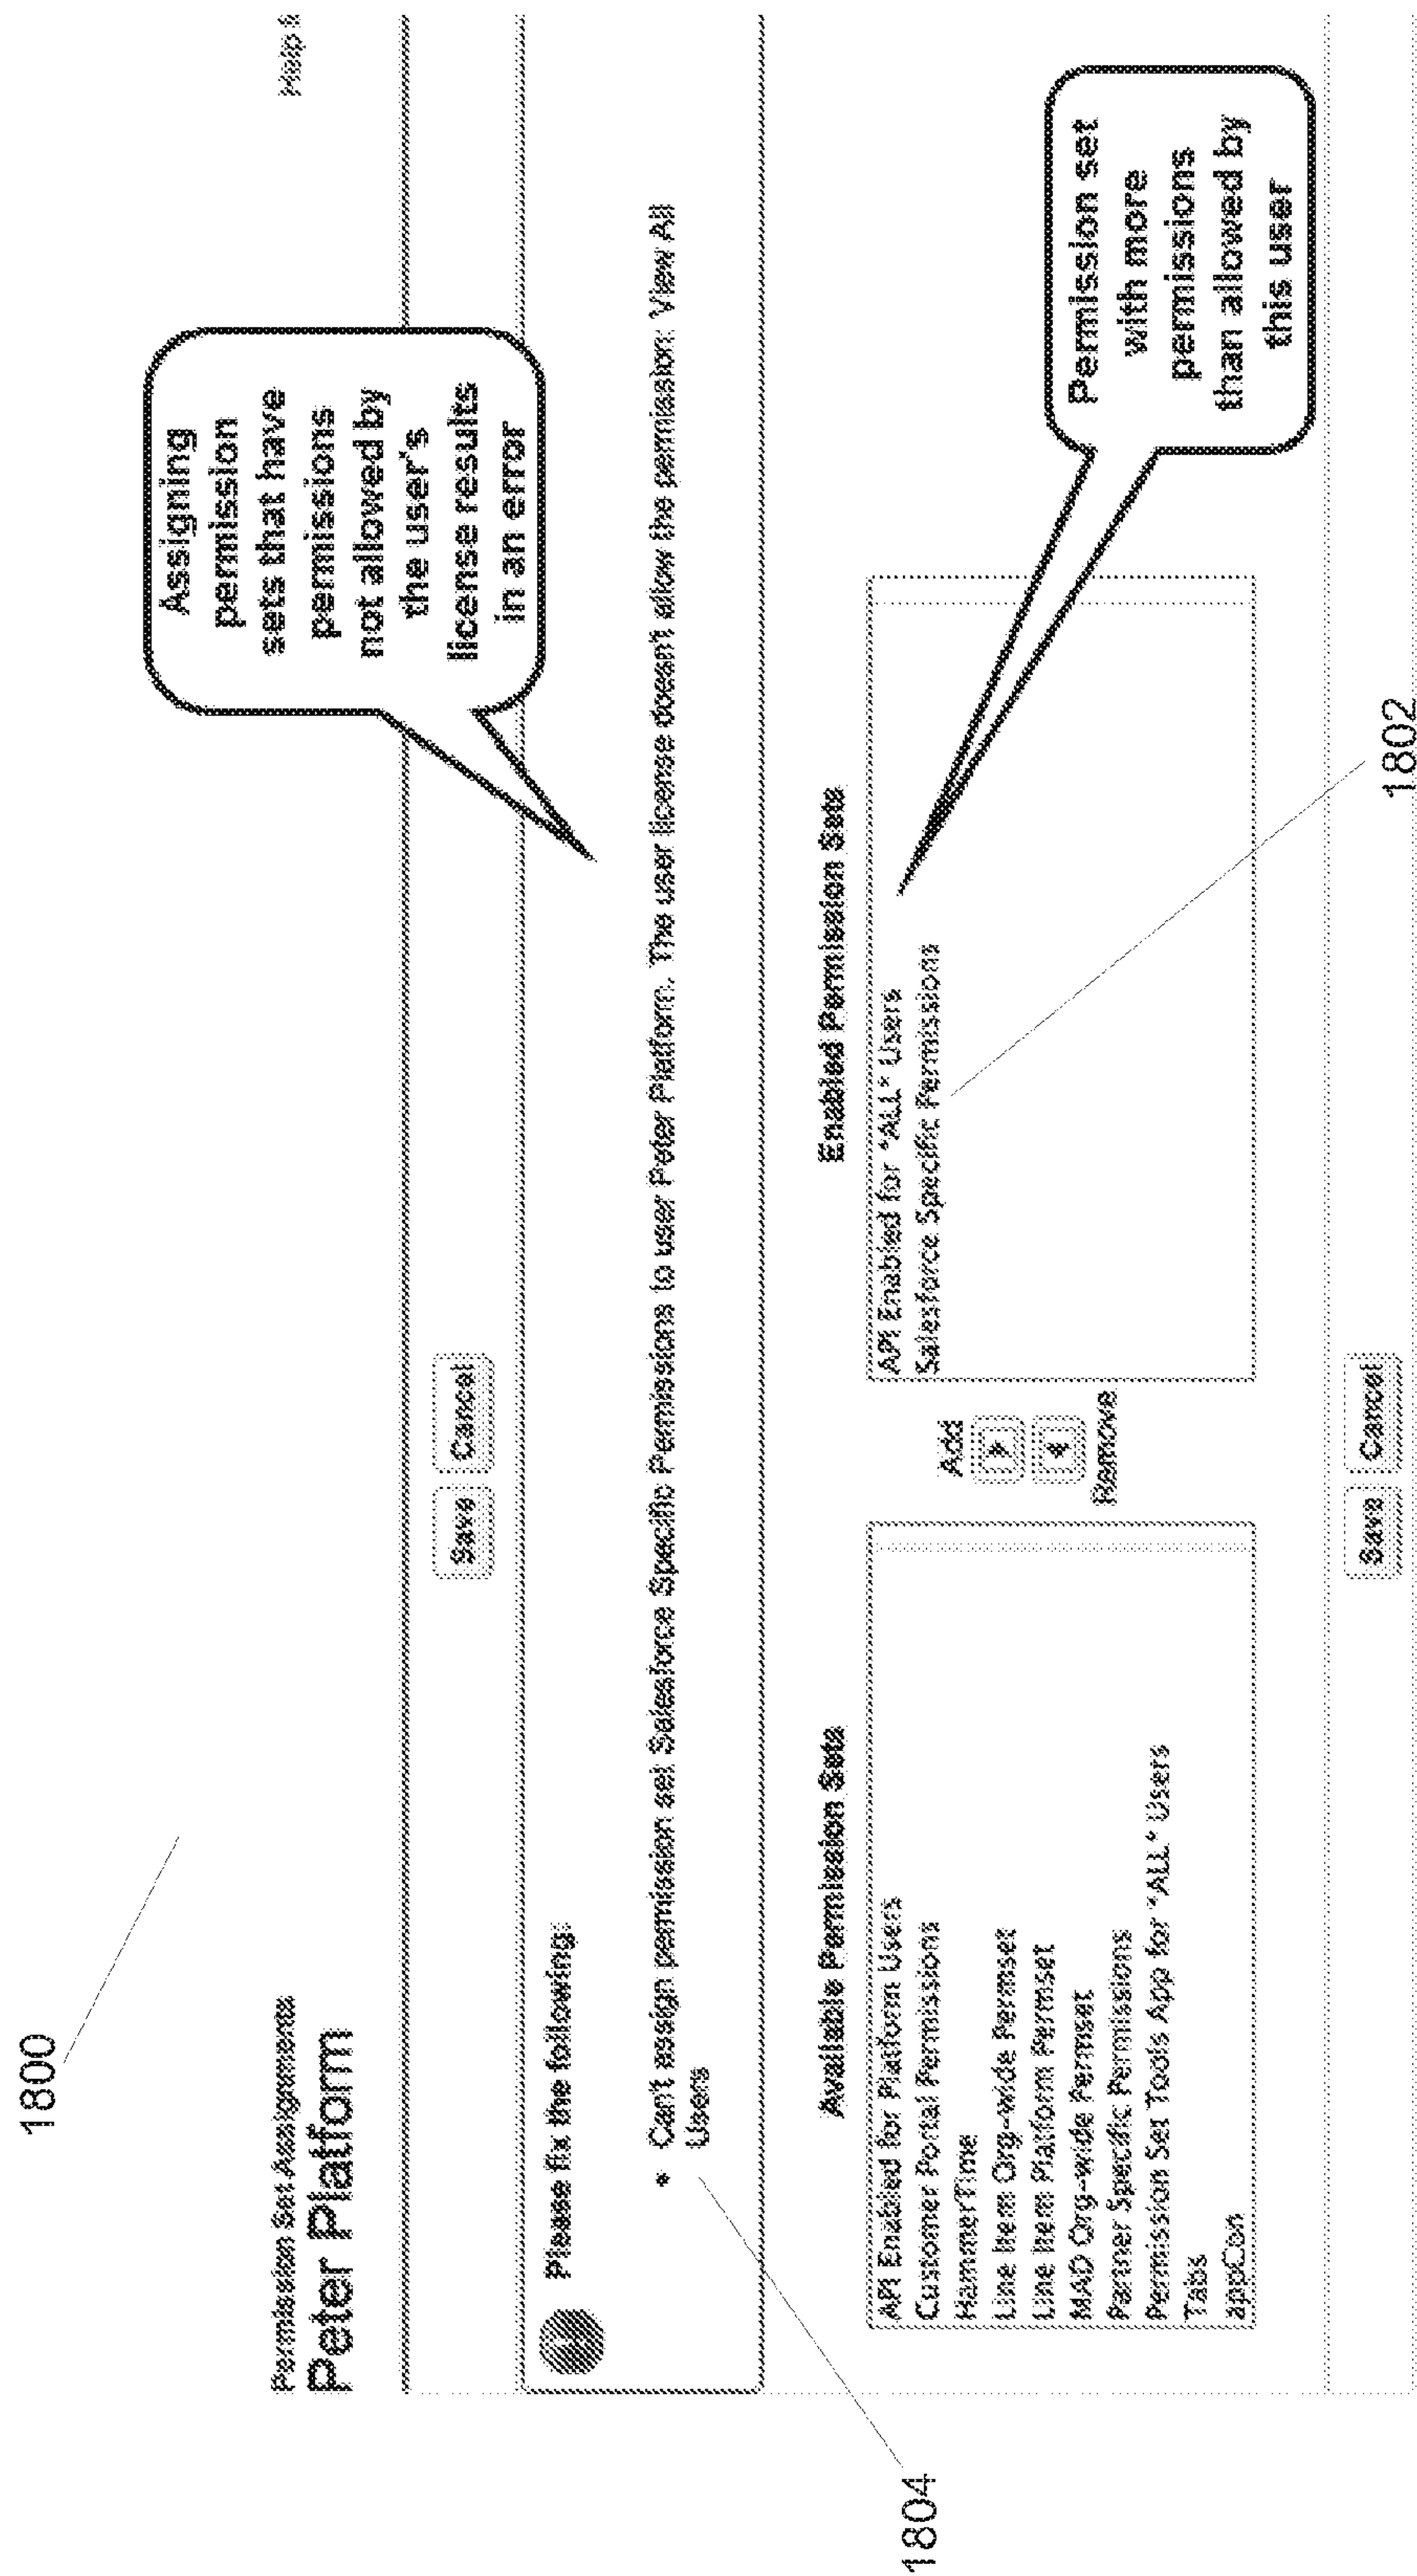 1800
Permission Set Assignments
Peter Platform
Help
Assigning
permission
sets that have
permissions
not allowed by
the user's
license results
in an error
Save Cancel
Please fix the following:
• Can't assign permission set Salesforce Specific Permissions to user Peter Platform. The user license doesn't allow the permission: View All
Users
1804
Available Permission Sets
API Enabled for Platform Users
Customer Portal Permissions
HammerTime
Line Item Org-wide Permset
Line Item Platform Permset
MAD Org-wide Permset
Partner Specific Permissions
Permission Set Tools App for *ALL* Users
Tabs
appCon
Add
Remove
Enabled Permission Sets
API Enabled for *ALL* Users
Salesforce Specific Permissions
Permission set
with more
permissions
than allowed by
this user
1802
Save Cancel